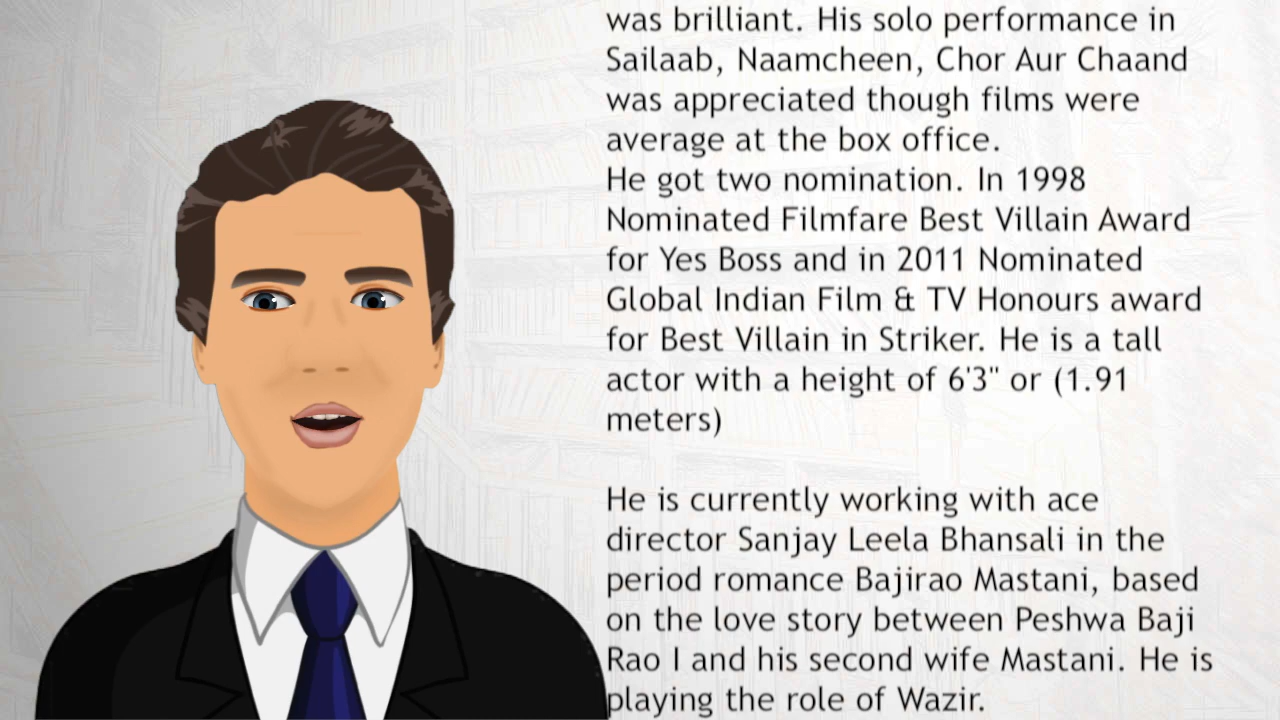 was brilliant. His solo performance in
Sailaab, Naamcheen, Chor Aur Chaand
was appreciated though films were
average at the box office.
He got two nomination. In 1998
Nominated Filmfare Best Villain Award
for Yes Boss and in 2011 Nominated
Global Indian Film & TV Honours award
for Best Villain in Striker. He is a tall
actor with a height of 6'3" or (1.91
meters)
He is currently working with ace
director Sanjay Leela Bhansali in the
period romance Bajirao Mastani, based
on the love story between Peshwa Baji
Rao I and his second wife Mastani. He is
playing the role of Wazir.